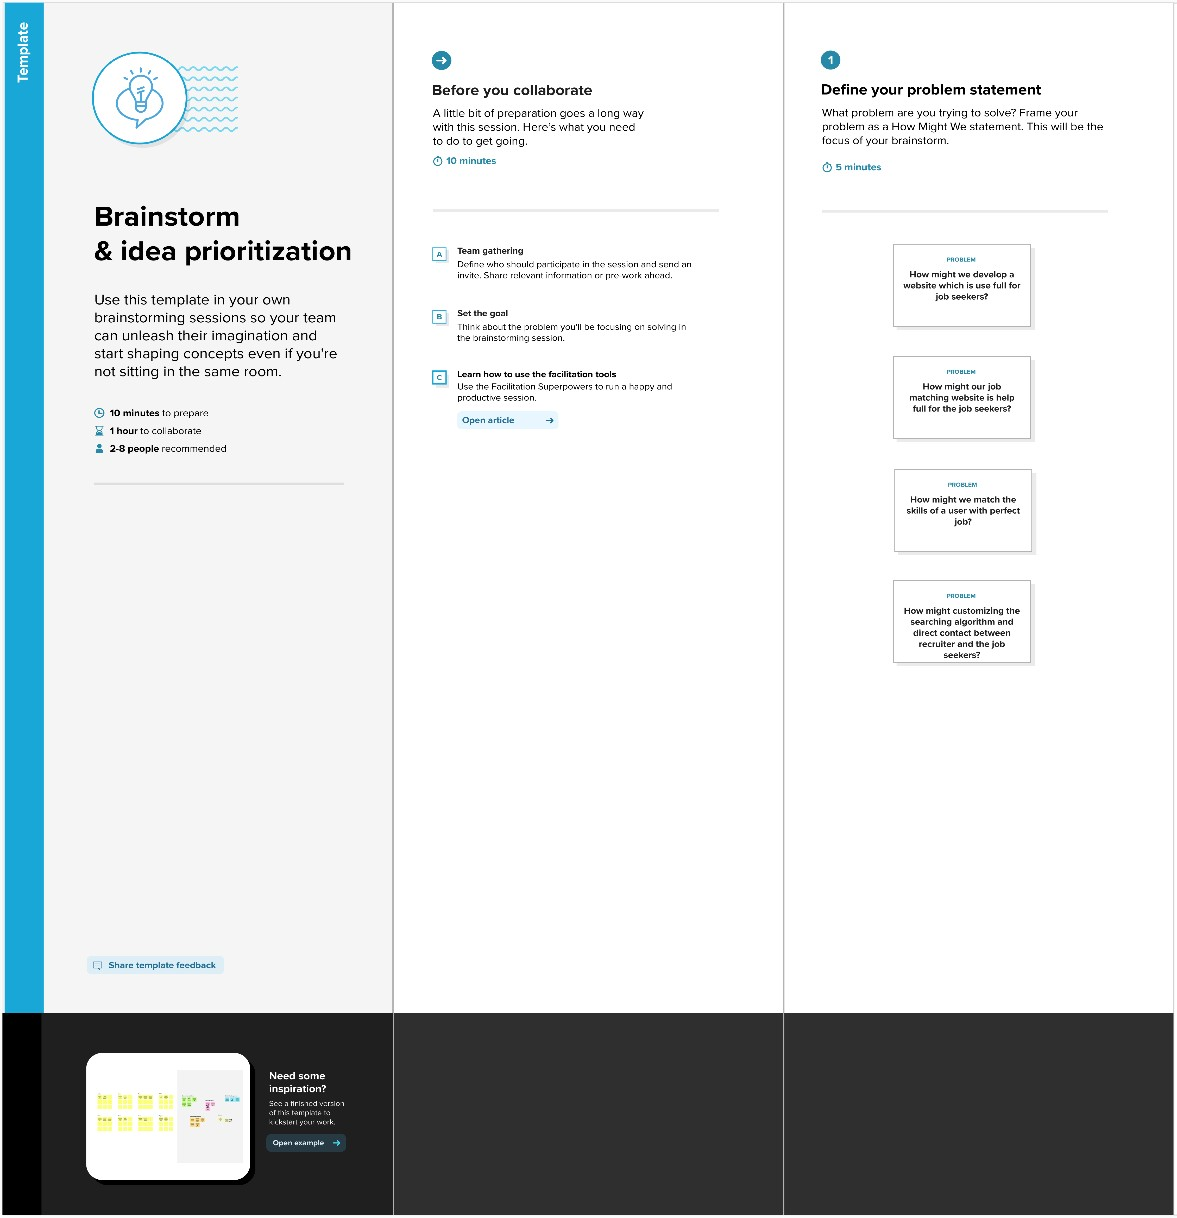 Template
Brainstorm
& idea prioritization
Use this template in your own
brainstorming sessions so your team
can unleash their imagination and
start shaping concepts even if you're
not sitting in the same room.
10 minutes to prepare
1 hour to collaborate
2-8 people recommended
Share template feedback
Need some
inspiration?
See a finished version
of this template to
kickstart your work.
Open example
Before you collaborate
A little bit of preparation goes a long way
with this session. Here's what you need
to do to get going.
10 minutes
A
Team gathering
Define who should participate in the session and send an
invite. Share relevant information or pre-work ahead.
B
Set the goal
Think about the problem you'll be focusing on solving in
the brainstorming session.
C
Learn how to use the facilitation tools
Use the Facilitation Superpowers to run a happy and
productive session.
Open article
1
Define your problem statement
What problem are you trying to solve? Frame your
problem as a How Might We statement. This will be the
focus of your brainstorm.
5 minutes
PROBLEM
How might we develop a
website which is use full for
job seekers?
PROBLEM
How might our job
matching website is help
full for the job seekers?
PROBLEM
How might we match the
skills of a user with perfect
job?
PROBLEM
How might customizing the
searching algorithm and
direct contact between
recruiter and the job
seekers?